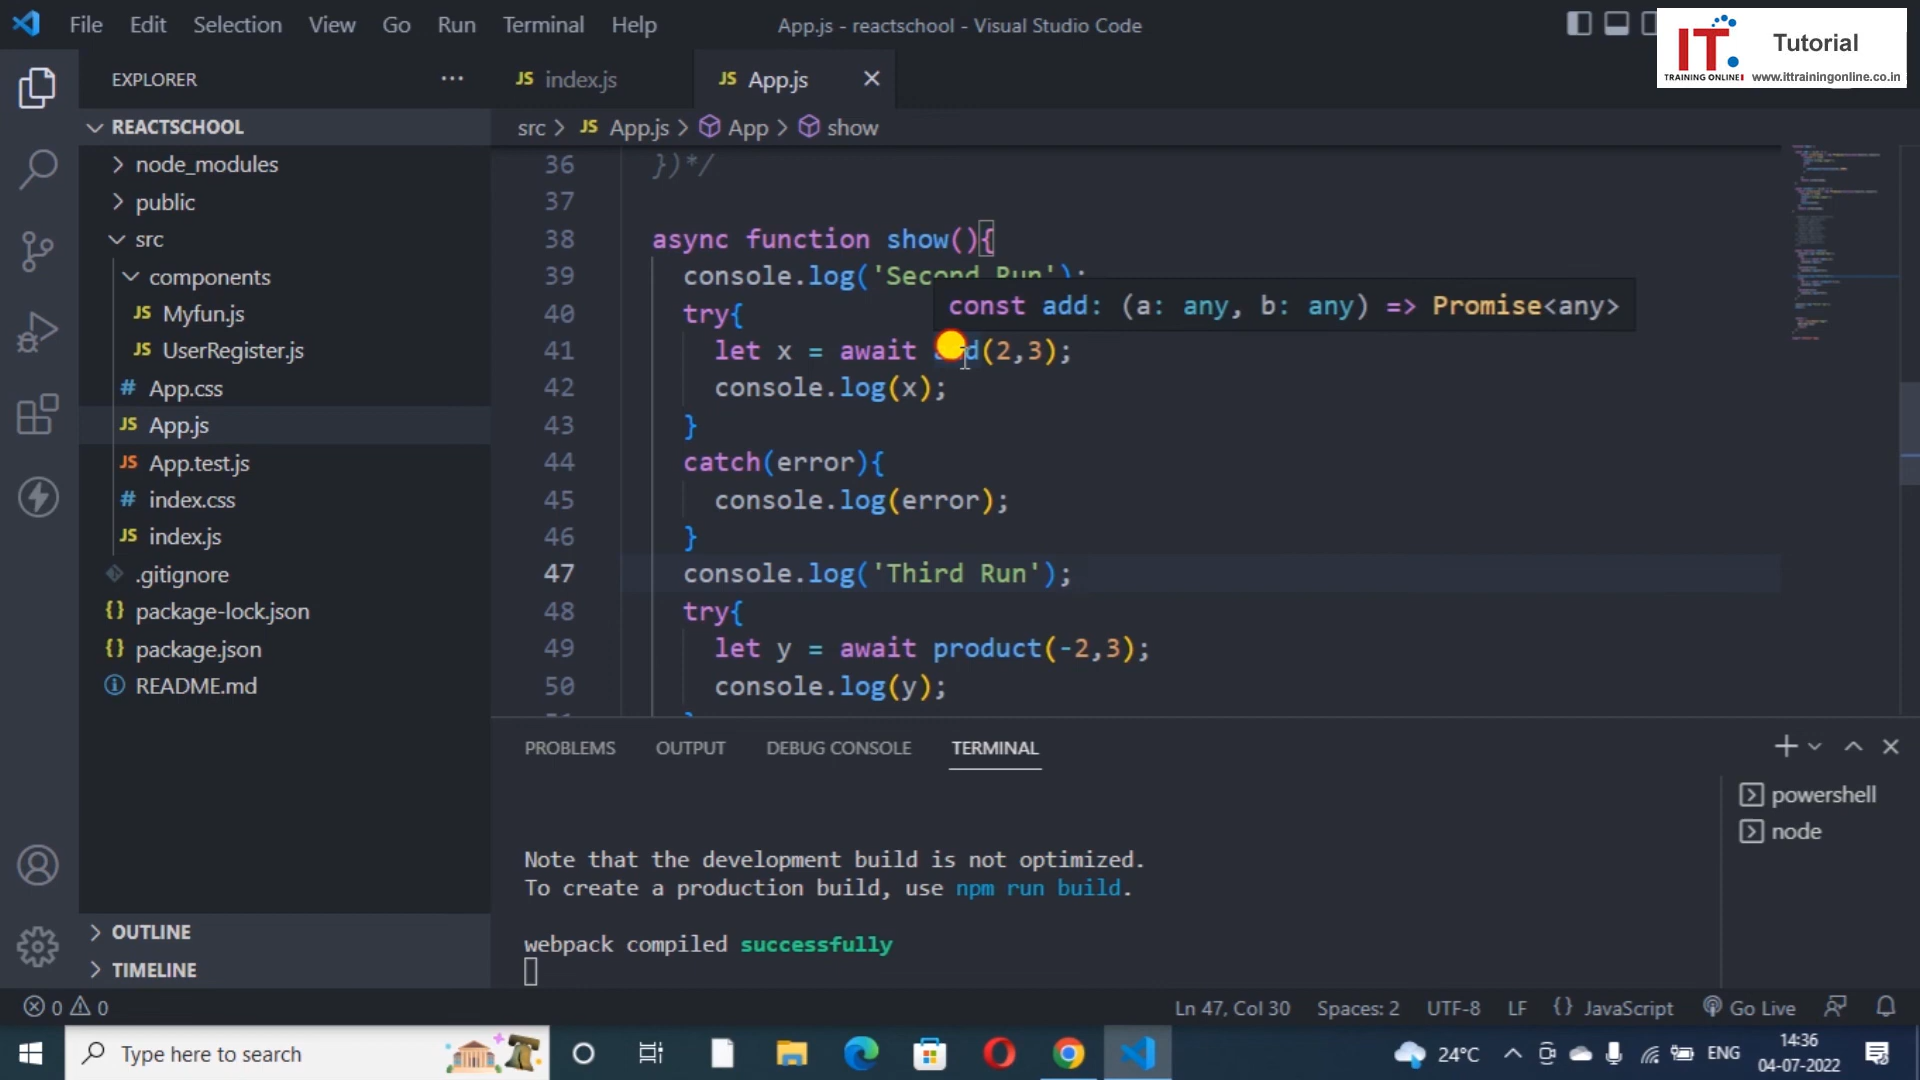 File Edit Selection View Go Run Terminal Help
App.js - reactschool - Visual Studio Code
IT.
TRAINING ONLINE
Tutorial
www.ittrainingonline.co.in
EXPLORER
REACTSCHOOL
node_modules
public
src
components
JS Myfun.js
JS UserRegister.js
# App.css
JS App.js
JS App.test.js
# index.css
JS index.js
.gitignore
{} package-lock.json
{} package.json
README.md
OUTLINE
TIMELINE
JS index.js
JS App.js
src > JS App.js > App > show
36 })*/
37
38 async function show(){
39 console.log('Second Run');
const add: (a: any, b: any) => Promise<any>
40 try{
41 let x = await add(2,3);
42 console.log(x);
43 }
44 catch(error){
45 console.log(error);
46 }
47 console.log('Third Run');
48 try{
49 let y = await product(-2,3);
50 console.log(y);
PROBLEMS OUTPUT DEBUG CONSOLE TERMINAL
Note that the development build is not optimized.
To create a production build, use npm run build.
webpack compiled successfully
powershell
node
0 0
Ln 47, Col 30 Spaces: 2 UTF-8 LF {} JavaScript Go Live
Type here to search
24°C ENG
14:36
04-07-2022